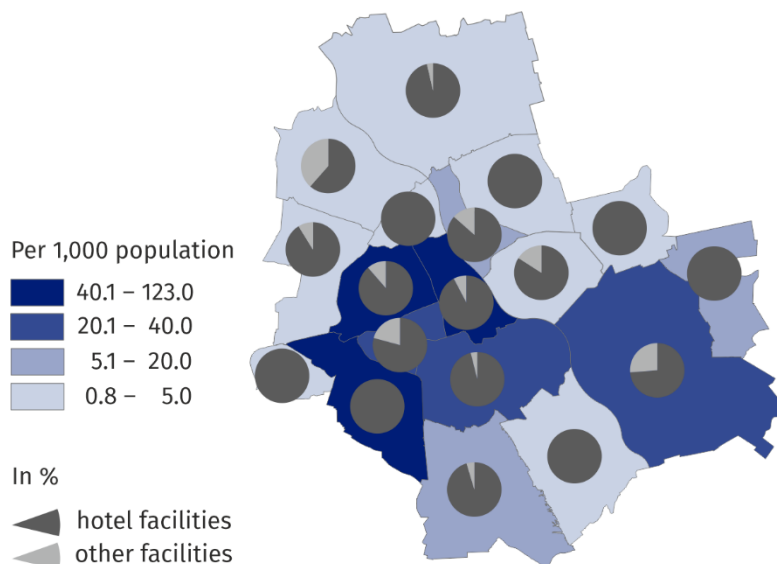 Per 1,000 population
40.1 – 123.0
20.1 – 40.0
5.1 – 20.0
0.8 – 5.0
In %
hotel facilities
other facilities